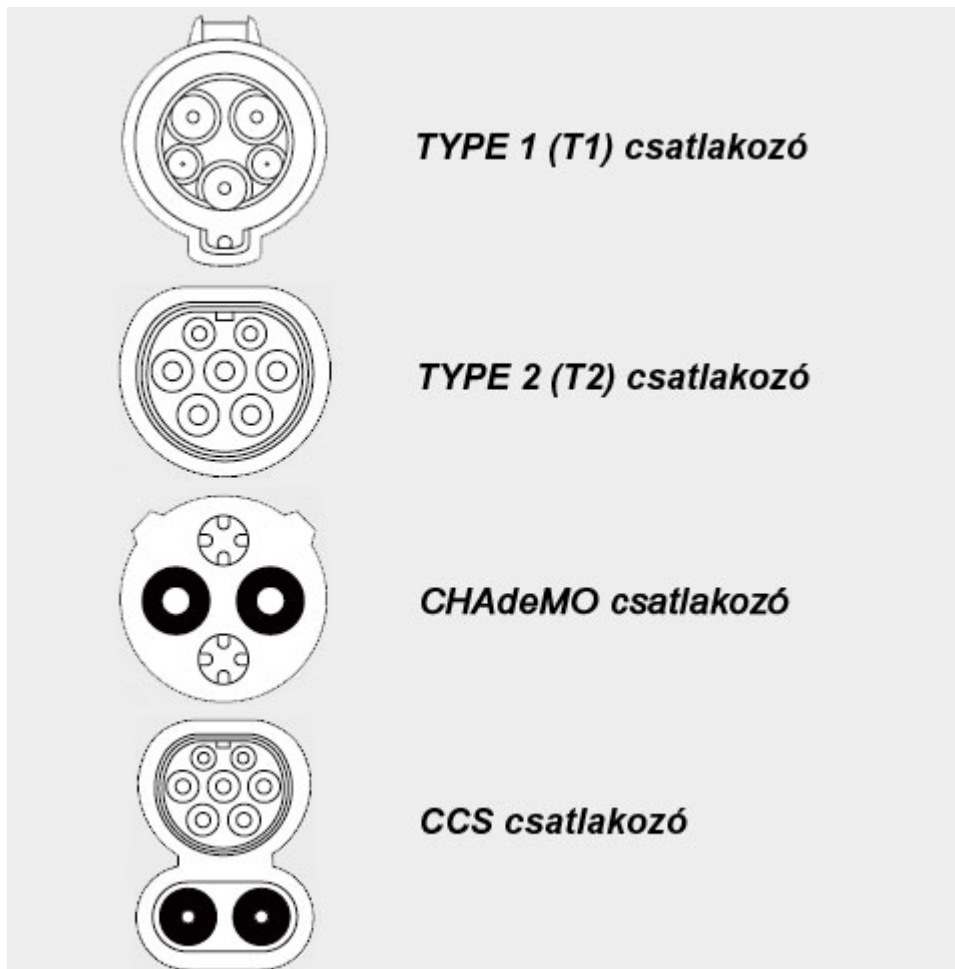 TYPE 1 (T1) csatlakozó
TYPE 2 (T2) csatlakozó
CHAdeMO csatlakozó
CCS csatlakozó